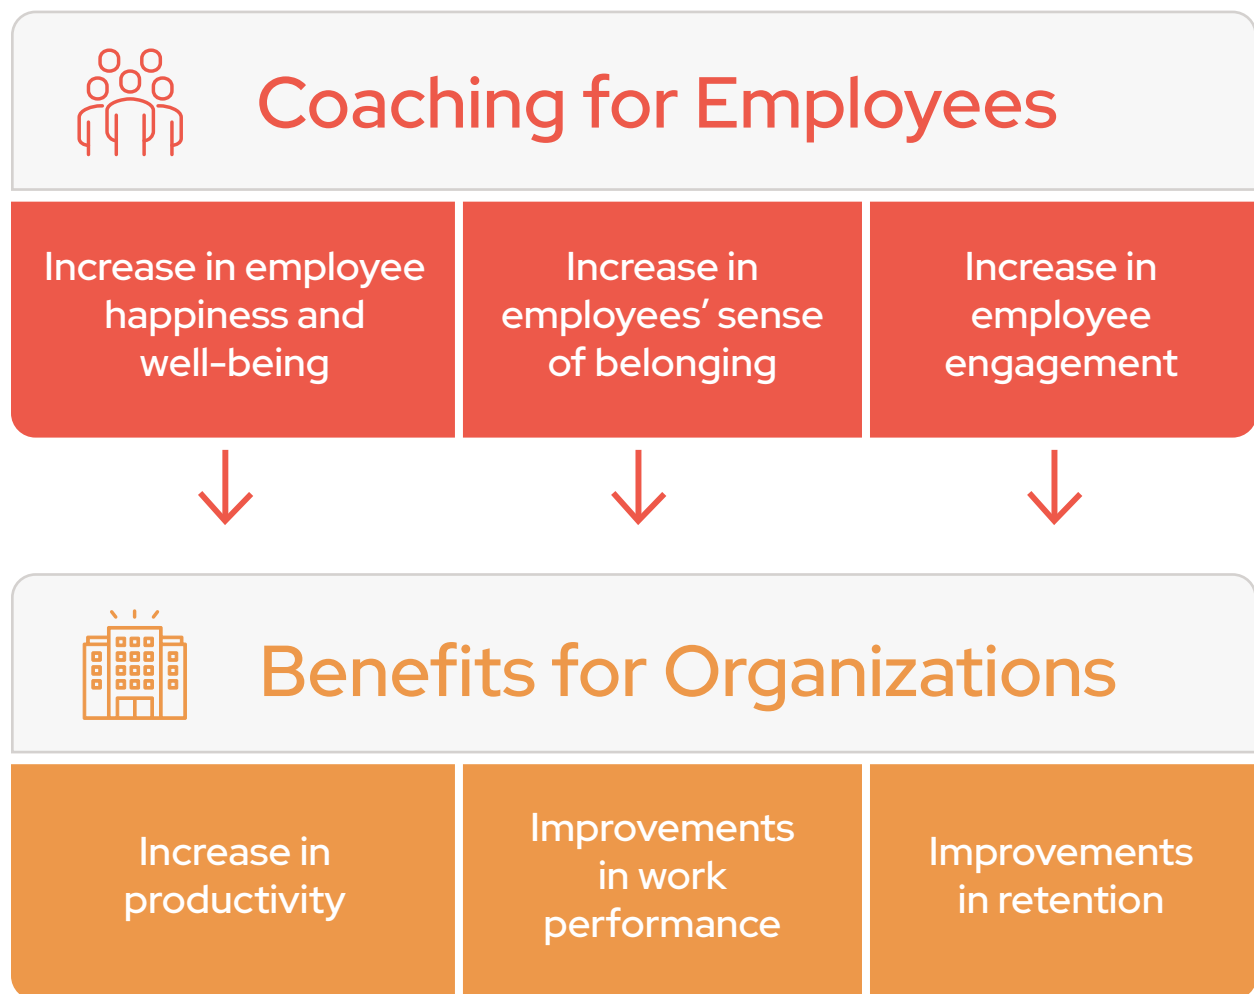 Coaching for Employees
Increase in employee
happiness and
well-being
Increase in
employees’ sense
of belonging
Increase in
employee
engagement
Benefits for Organizations
Increase in
productivity
Improvements
in work
performance
Improvements
in retention